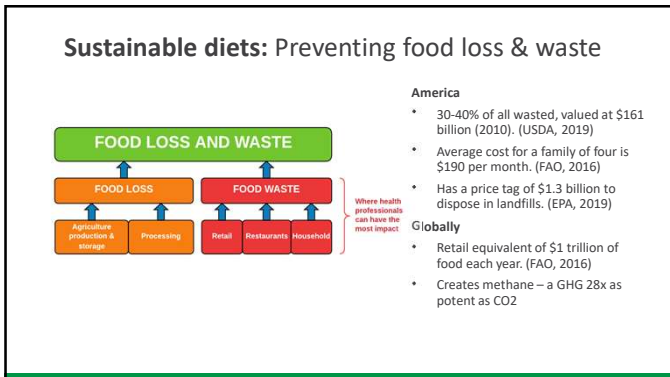 Sustainable diets: Preventing food loss & waste
FOOD LOSS AND WASTE
FOOD LOSS
FOOD WASTE
Agriculture
production &
storage
Processing
Retail
Restaurants
Household
Where health
professionals
can have the
most impact
America
• 30-40% of all wasted, valued at $161
billion (2010). (USDA, 2019)
• Average cost for a family of four is
$190 per month. (FAO, 2016)
• Has a price tag of $1.3 billion to
dispose in landfills. (EPA, 2019)
Globally
• Retail equivalent of $1 trillion of
food each year. (FAO, 2016)
• Creates methane – a GHG 28x as
potent as CO2